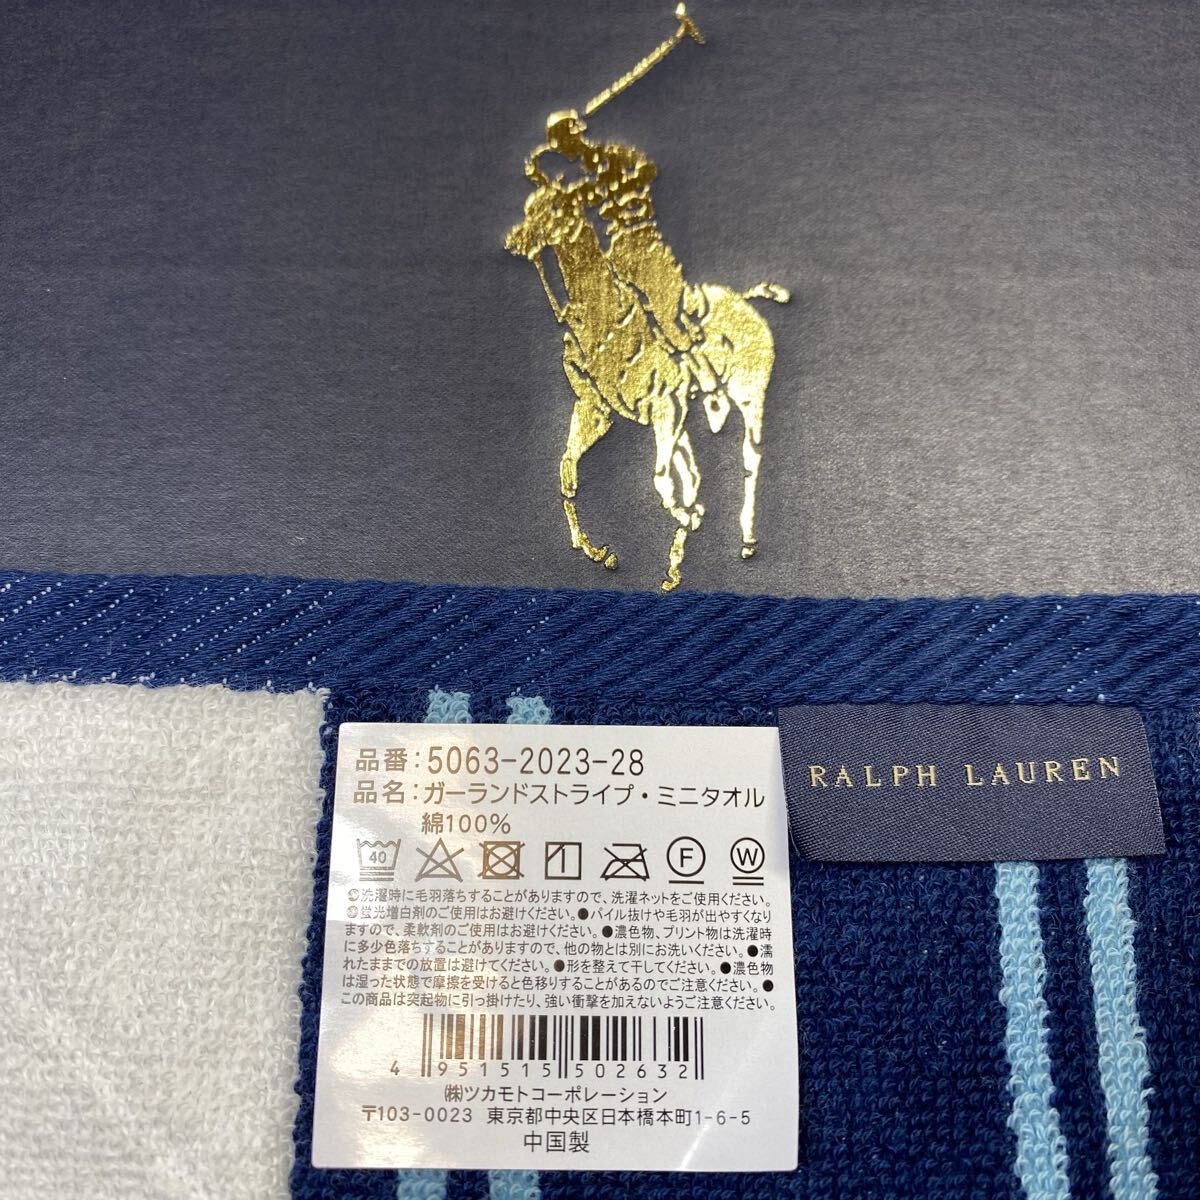 品番:5063-2023-28
品名:ガーランドストライプ・ミニタオル
綿100%
40 F W
●洗濯時に毛羽落ちすることがありますので、洗濯ネットをご使用ください。
●蛍光増白剤のご使用はお避けください。●パイル抜けや毛羽が出やすくなり
ますので、柔軟剤のご使用はお避けください。●濃色物、プリント物は洗濯時
に多少色落ちすることがありますので、他の物とは別にお洗いください。●濡
れたままでの放置は避けてください。●形を整えて干してください。●濃色物
は湿った状態で摩擦を受けると色移りすることがあるのでご注意ください。●
この商品は突起物に引っ掛けたり、強い衝撃を加えないようご注意ください。
4 951515 502632
㈱ツカモトコーポレーション
〒103-0023 東京都中央区日本橋本町1-6-5
中国製
RALPH LAUREN